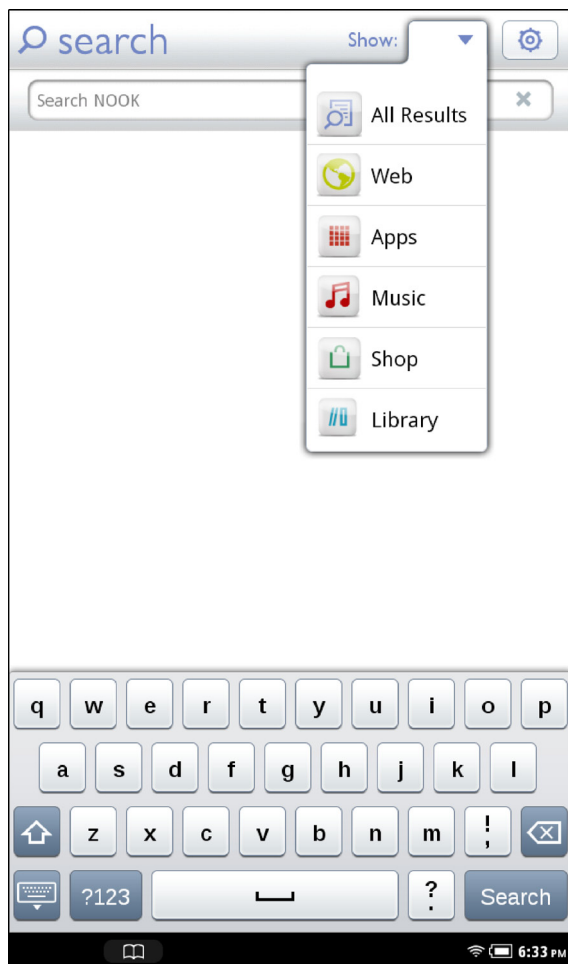 search Show:
Search NOOK
All Results
Web
Apps
Music
Shop
Library
q w e r t y u i o p
a s d f g h j k l
z x c v b n m ! ,
?123 ? . Search
6:33 PM